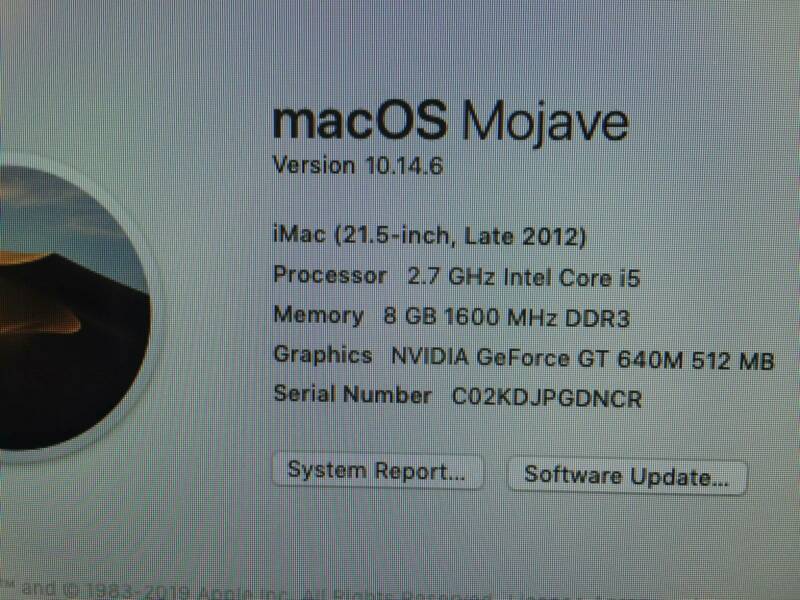 macOS Mojave
Version 10.14.6
iMac (21.5-inch, Late 2012)
Processor 2.7 GHz Intel Core i5
Memory 8 GB 1600 MHz DDR3
Graphics NVIDIA GeForce GT 640M 512 MB
Serial Number C02KDJPGDNCR
System Report... Software Update...
™ and © 1983-2019 Apple Inc. All Rights Reserved. License